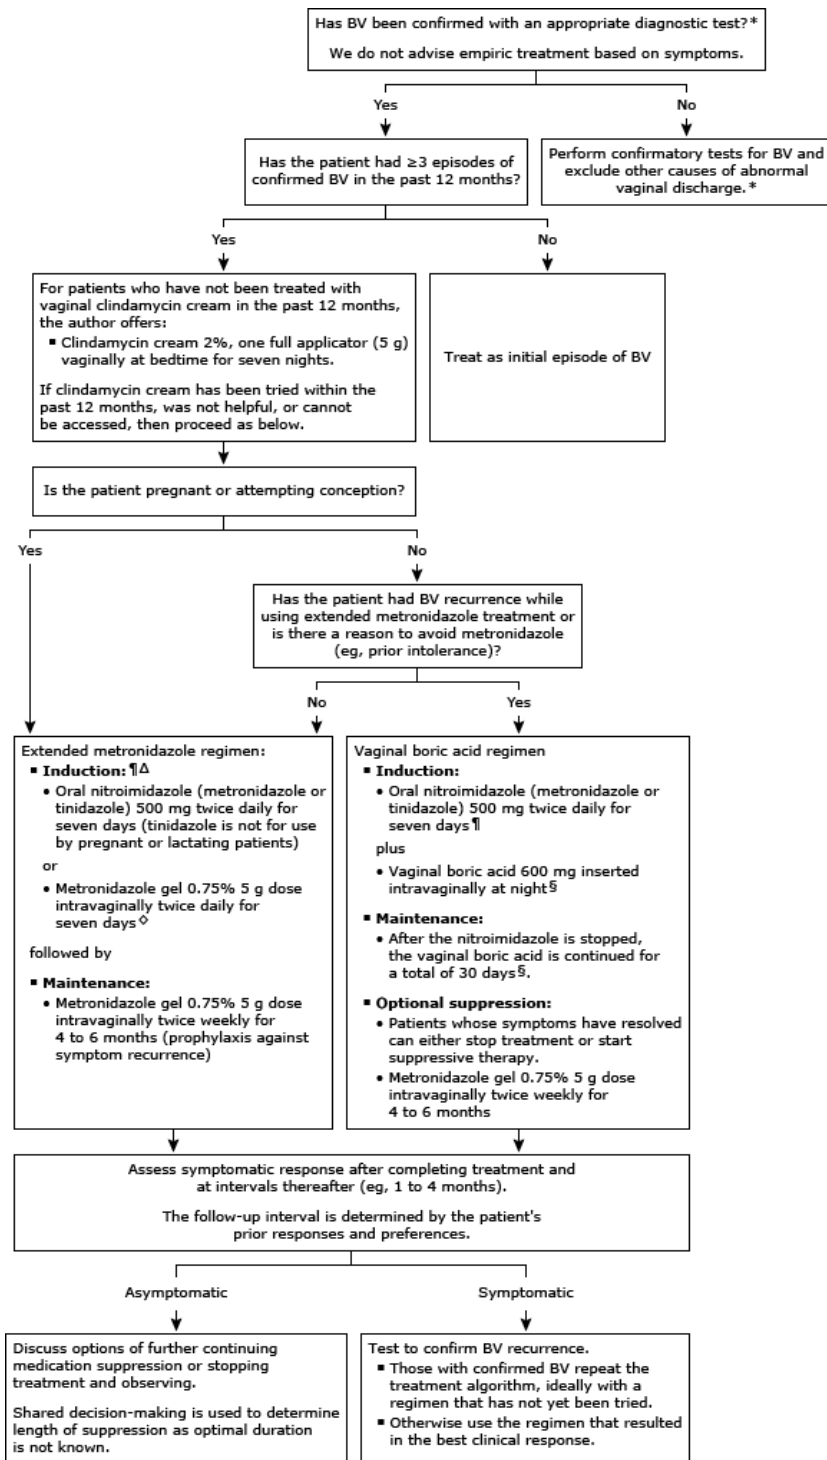 Has BV been confirmed with an appropriate diagnostic test?*
We do not advise empiric treatment based on symptoms.
Yes
No
Has the patient had ≥3 episodes of
confirmed BV in the past 12 months?
Perform confirmatory tests for BV and
exclude other causes of abnormal
vaginal discharge.*
Yes
No
For patients who have not been treated with
vaginal clindamycin cream in the past 12 months,
the author offers:
▪ Clindamycin cream 2%, one full applicator (5 g)
vaginally at bedtime for seven nights.
If clindamycin cream has been tried within the
past 12 months, was not helpful, or cannot
be accessed, then proceed as below.
Treat as initial episode of BV
Is the patient pregnant or attempting conception?
Yes
No
Has the patient had BV recurrence while
using extended metronidazole treatment or
is there a reason to avoid metronidazole
(eg, prior intolerance)?
No
Yes
Extended metronidazole regimen:
▪ Induction:¶Δ
• Oral nitroimidazole (metronidazole or
tinidazole) 500 mg twice daily for
seven days (tinidazole is not for use
by pregnant or lactating patients)
or
• Metronidazole gel 0.75% 5 g dose
intravaginally twice daily for
seven days◊
followed by
▪ Maintenance:
• Metronidazole gel 0.75% 5 g dose
intravaginally twice weekly for
4 to 6 months (prophylaxis against
symptom recurrence)
Vaginal boric acid regimen
▪ Induction:
• Oral nitroimidazole (metronidazole or
tinidazole) 500 mg twice daily for
seven days¶
plus
• Vaginal boric acid 600 mg inserted
intravaginally at night§
▪ Maintenance:
• After the nitroimidazole is stopped,
the vaginal boric acid is continued for
a total of 30 days§.
▪ Optional suppression:
• Patients whose symptoms have resolved
can either stop treatment or start
suppressive therapy.
• Metronidazole gel 0.75% 5 g dose
intravaginally twice weekly for
4 to 6 months
Assess symptomatic response after completing treatment and
at intervals thereafter (eg, 1 to 4 months).
The follow-up interval is determined by the patient's
prior responses and preferences.
Asymptomatic
Symptomatic
Discuss options of further continuing
medication suppression or stopping
treatment and observing.
Shared decision-making is used to determine
length of suppression as optimal duration
is not known.
Test to confirm BV recurrence.
▪ Those with confirmed BV repeat the
treatment algorithm, ideally with a
regimen that has not yet been tried.
▪ Otherwise use the regimen that resulted
in the best clinical response.